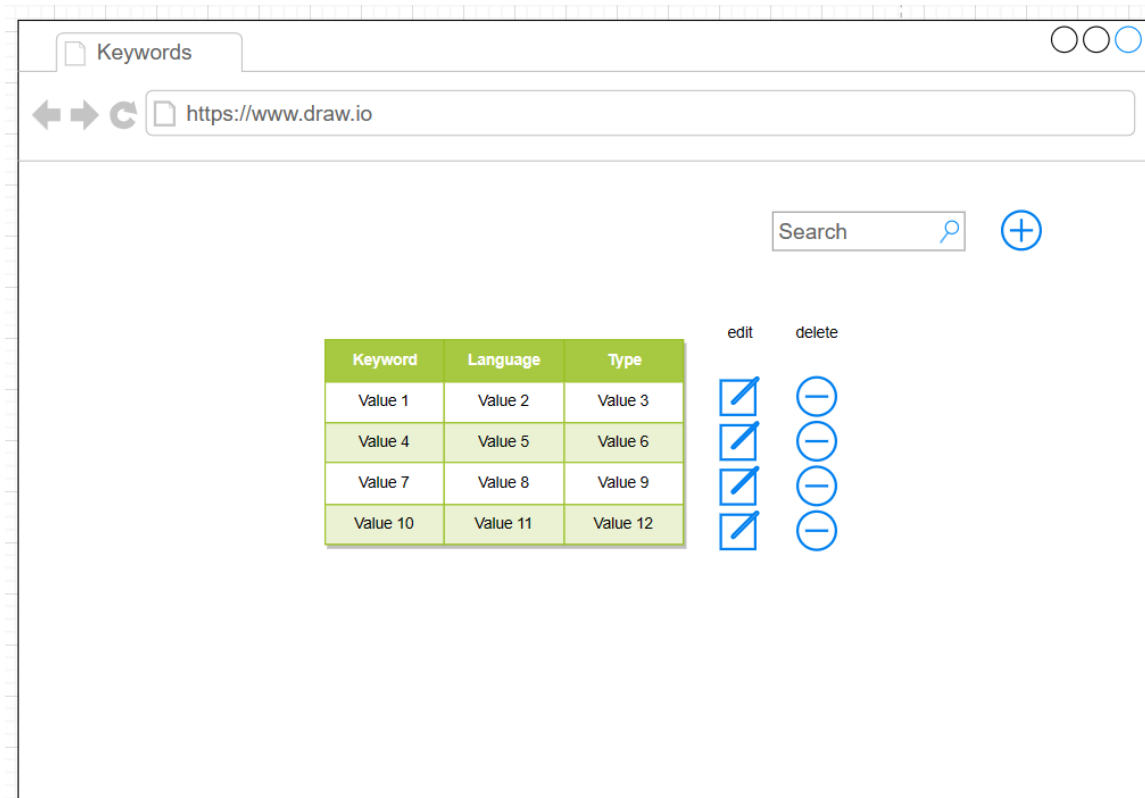 Keywords
https://www.draw.io
Search
edit delete
Keyword Language Type
Value 1 Value 2 Value 3
Value 4 Value 5 Value 6
Value 7 Value 8 Value 9
Value 10 Value 11 Value 12